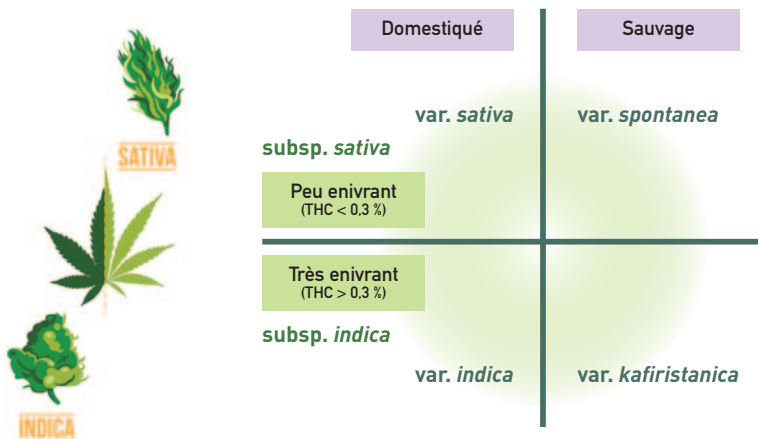 Domestiqué
Sauvage
var. sativa
var. spontanea
SATIVA
subsp. sativa
Peu enivrant
(THC < 0,3 %)
Très enivrant
(THC > 0,3 %)
subsp. indica
var. indica
var. kafiristanica
INDICA